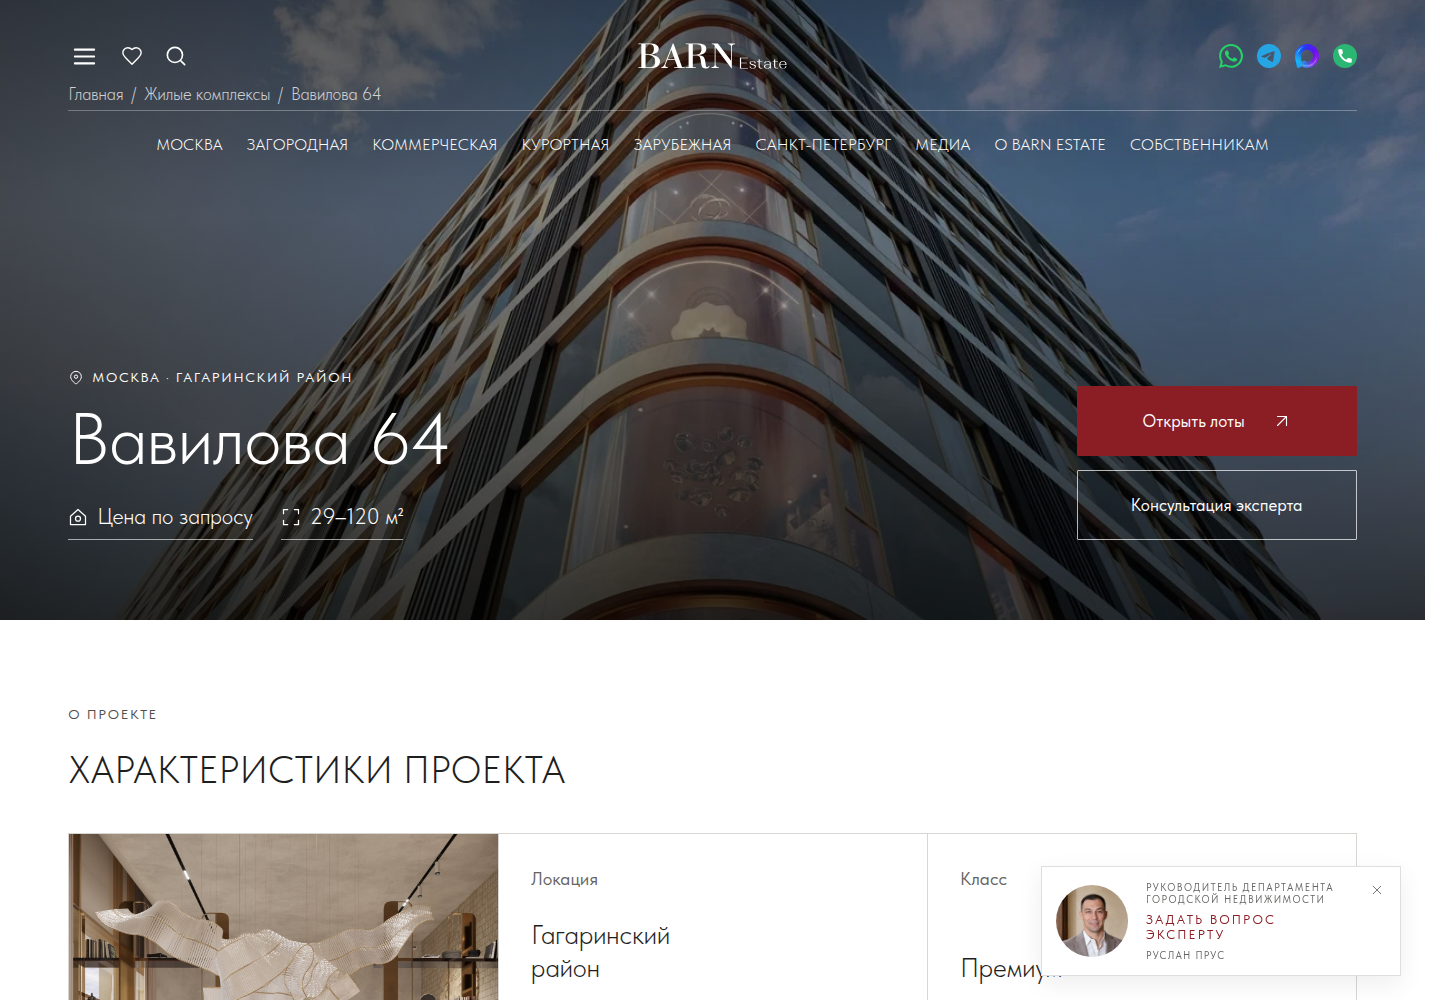 BARN Estate
Главная / Жилые комплексы / Вавилова 64
МОСКВА ЗАГОРОДНАЯ КОММЕРЧЕСКАЯ КУРОРТНАЯ ЗАРУБЕЖНАЯ САНКТ-ПЕТЕРБУРГ МЕДИА О BARN ESTATE СОБСТВЕННИКАМ
МОСКВА · ГАГАРИНСКИЙ РАЙОН
Вавилова 64
Цена по запросу 29–120 м²
Открыть лоты
Консультация эксперта
О ПРОЕКТЕ
ХАРАКТЕРИСТИКИ ПРОЕКТА
Локация
Гагаринский
район
Класс
Премиум
РУКОВОДИТЕЛЬ ДЕПАРТАМЕНТА
ГОРОДСКОЙ НЕДВИЖИМОСТИ
ЗАДАТЬ ВОПРОС
ЭКСПЕРТУ
РУСЛАН ПРУС